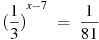 (1/3)^{x-7} = 1/81